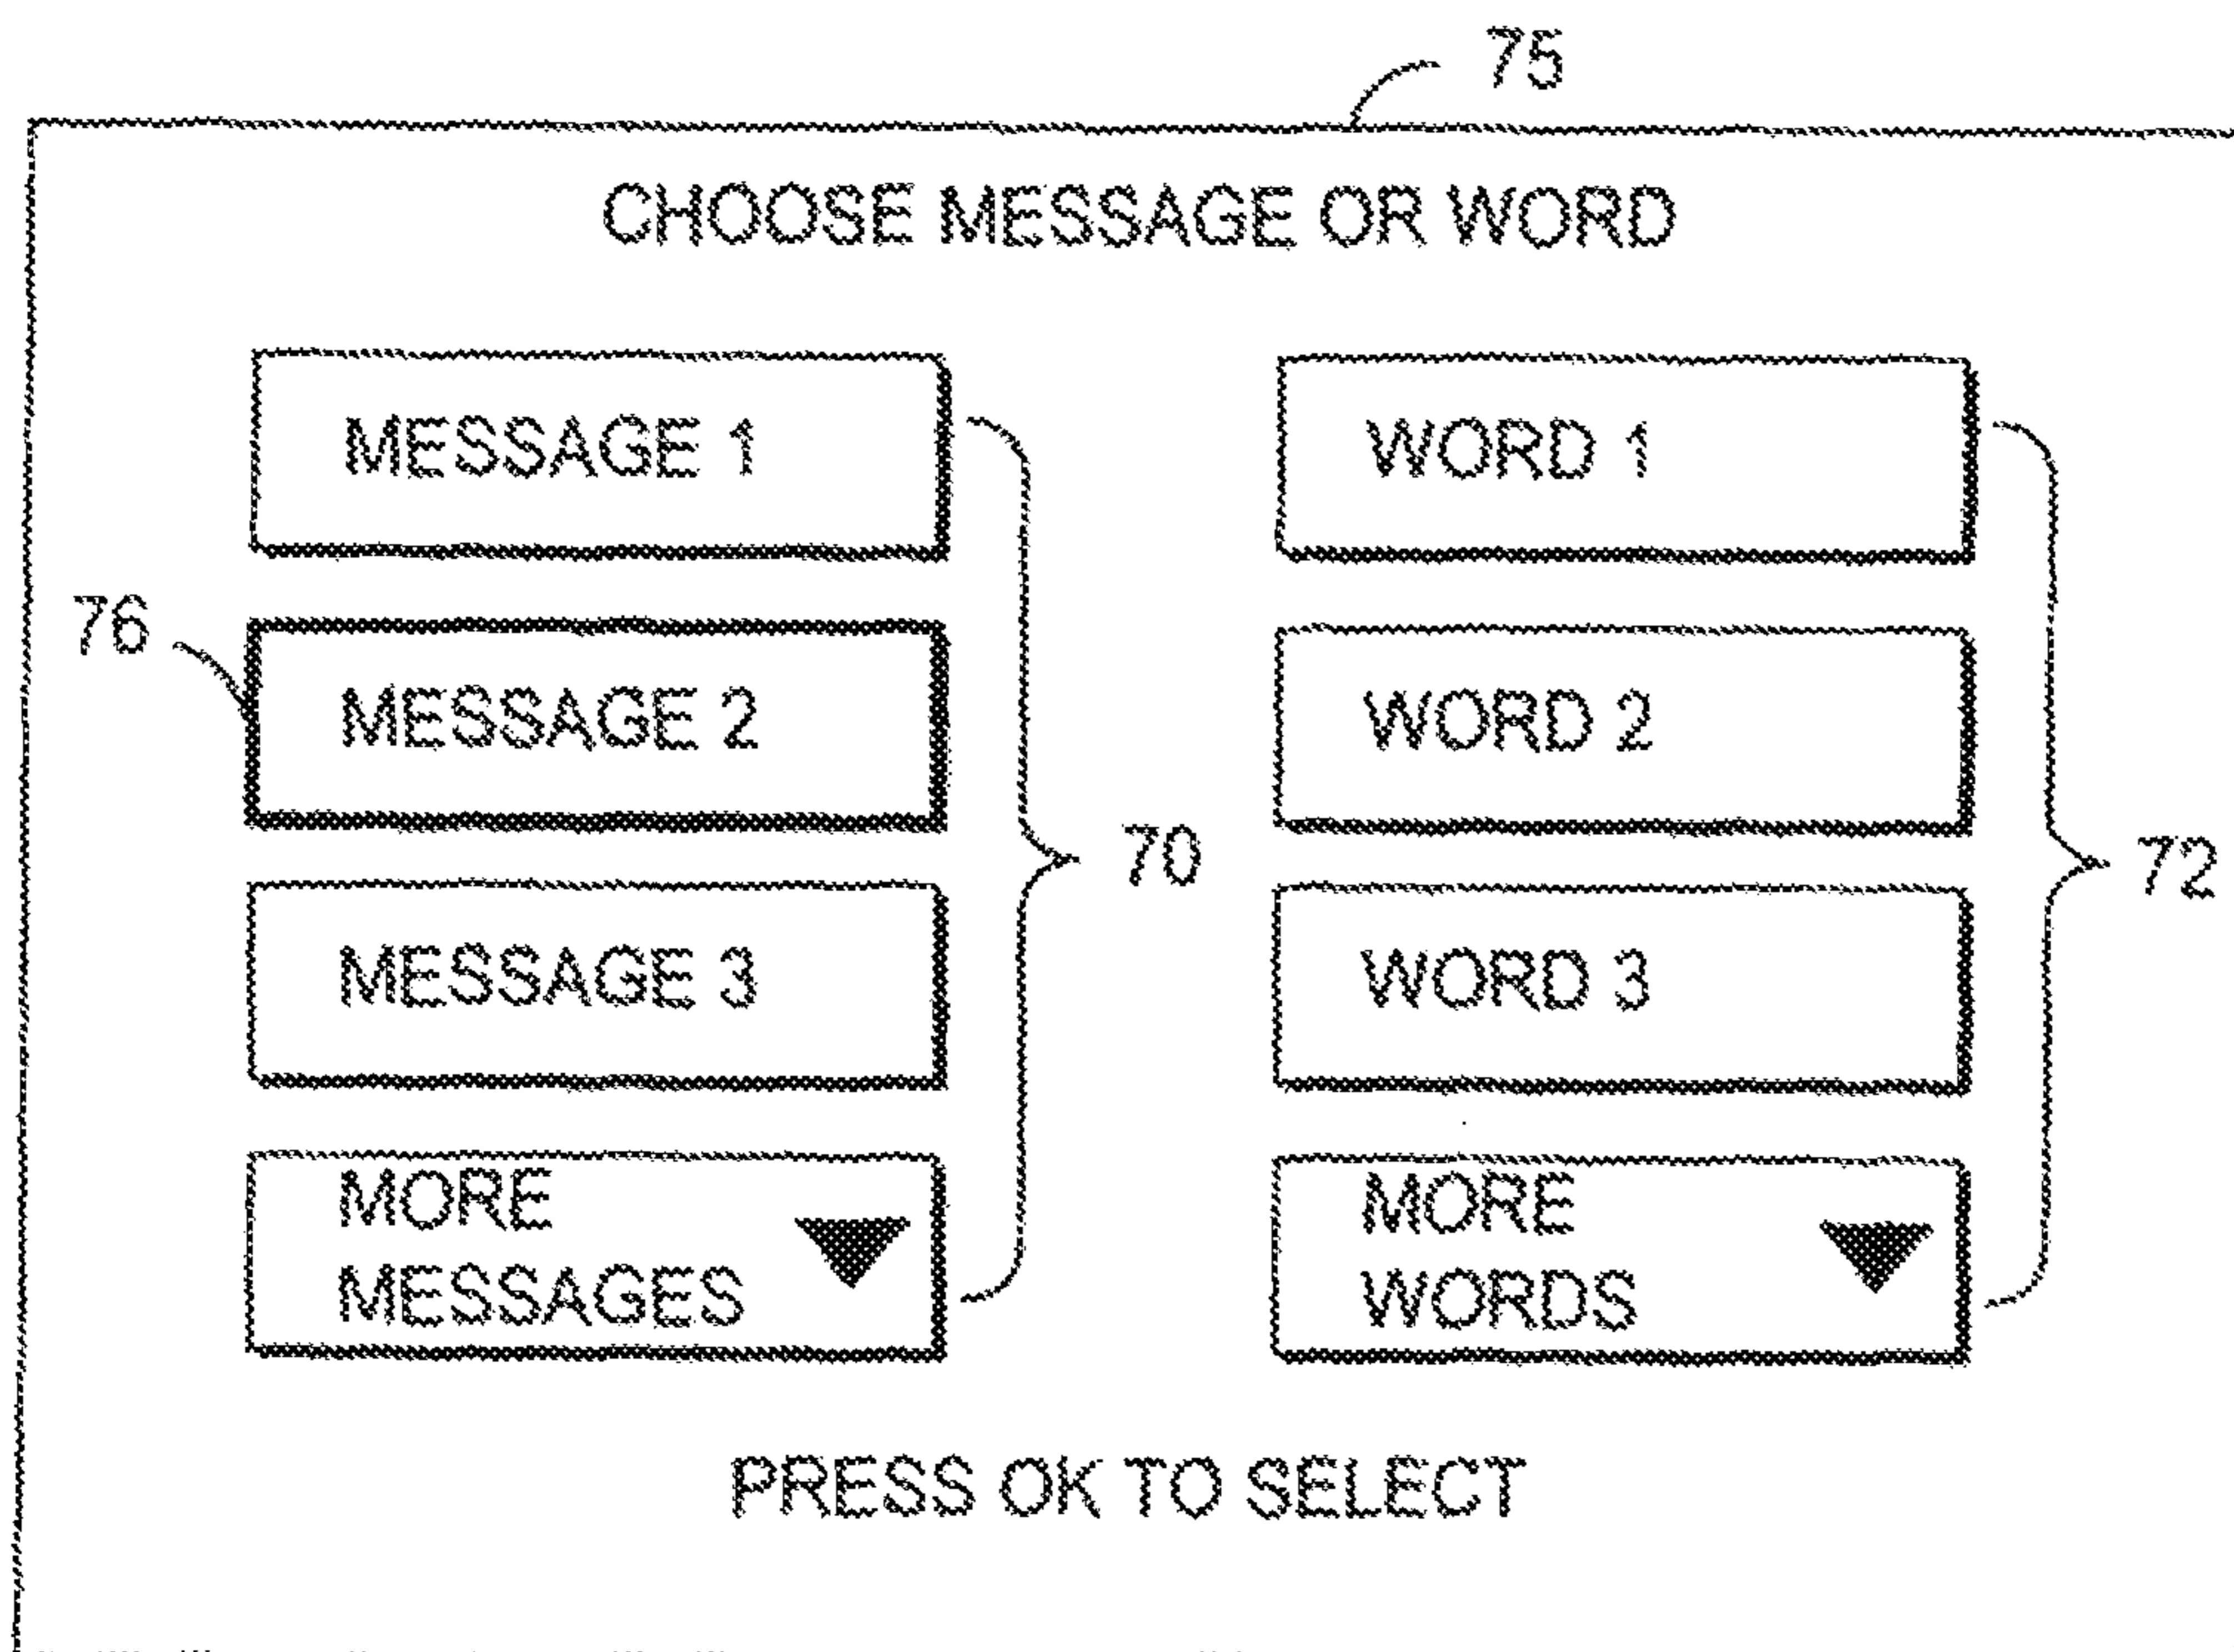 75
CHOOSE MESSAGE OR WORD
MESSAGE 1
WORD 1
76
MESSAGE 2
WORD 2
70
72
MESSAGE 3
WORD 3
MORE
MESSAGES
MORE
WORDS
PRESS OK TO SELECT